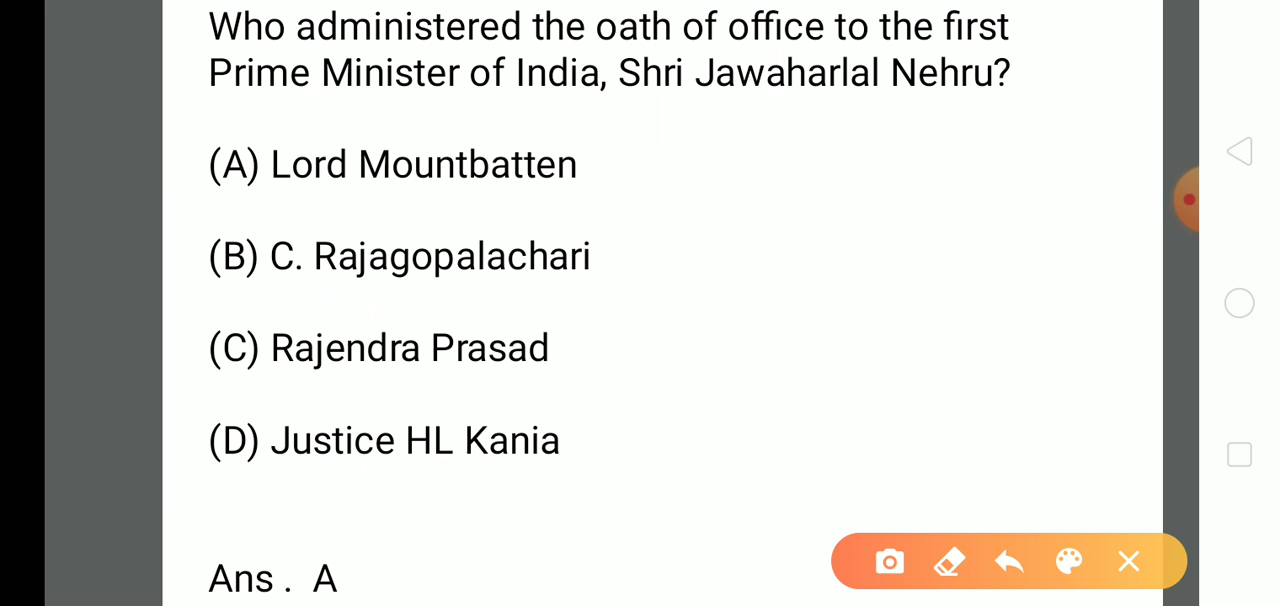 Who administered the oath of office to the first
Prime Minister of India, Shri Jawaharlal Nehru?
(A) Lord Mountbatten
(B) C. Rajagopalachari
(C) Rajendra Prasad
(D) Justice HL Kania
Ans . A